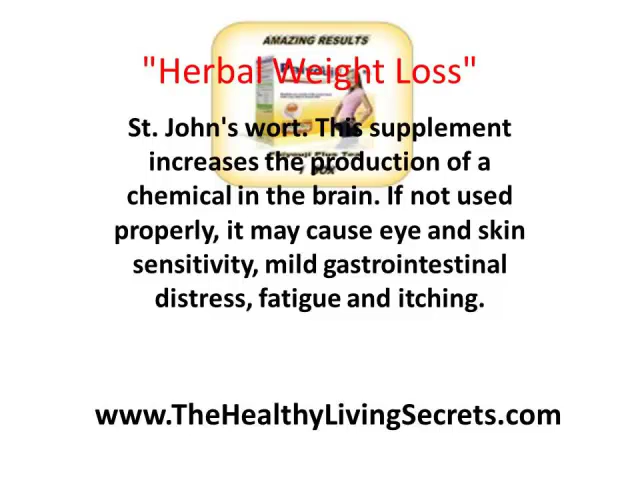 AMAZING RESULTS
"Herbal Weight Loss"
St. John's wort. This supplement
increases the production of a
chemical in the brain. If not used
properly, it may cause eye and skin
sensitivity, mild gastrointestinal
distress, fatigue and itching.
www.TheHealthyLivingSecrets.com